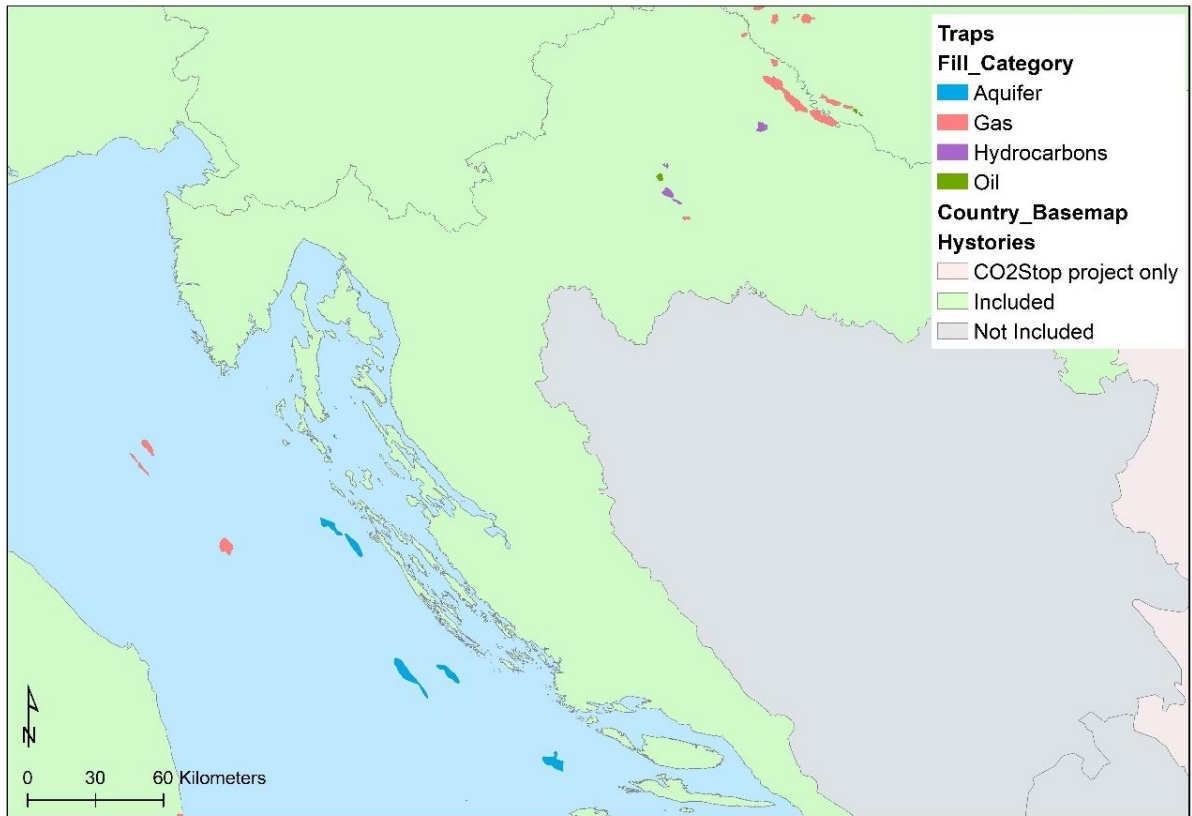 Traps
Fill_Category
Aquifer
Gas
Hydrocarbons
Oil
Country_Basemap
Hystories
CO2Stop project only
Included
Not Included
N
0 30 60 Kilometers